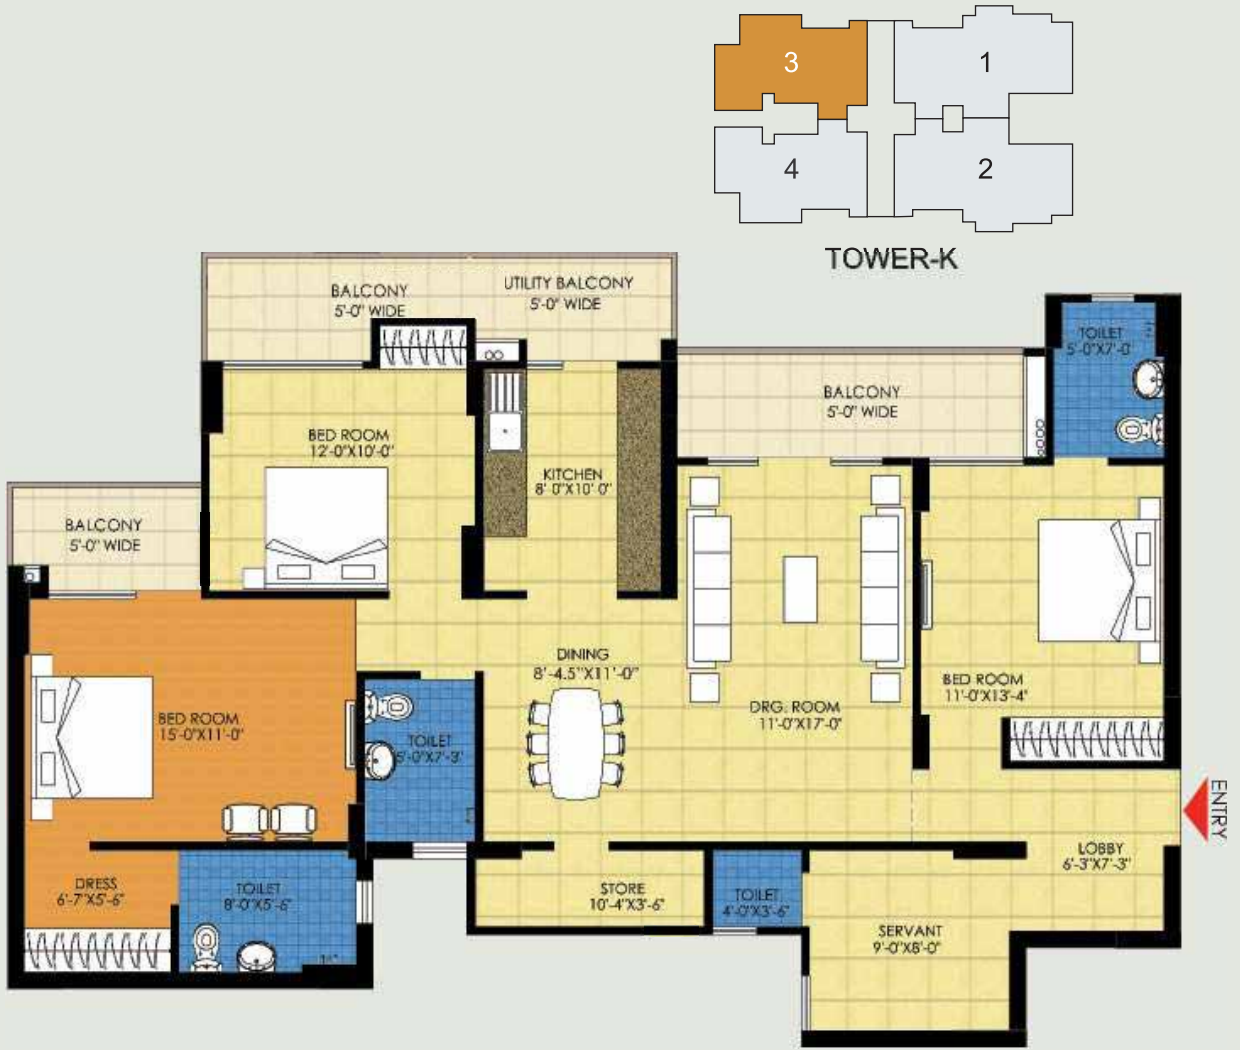 3
1
4
2
TOWER-K
BALCONY
5'-0" WIDE
UTILITY BALCONY
5'-0" WIDE
TOILET
5'-0"X7'-0"
BALCONY
5'-0" WIDE
BED ROOM
12'-0"X10'-0"
KITCHEN
8'-0"X10'-0"
BALCONY
5'-0" WIDE
DINING
8'-4.5"X11'-0"
BED ROOM
11'-0"X13'-4"
DRG. ROOM
11'-0"X17'-0"
BED ROOM
15'-0"X11'-0"
TOILET
5'-0"X7'-3"
ENTRY
LOBBY
6'-3"X7'-3"
DRESS
6'-7"X5'-6"
TOILET
8'-0"X5'-6"
STORE
10'-4"X3'-6"
TOILET
4'-0"X3'-6"
SERVANT
9'-0"X8'-0"